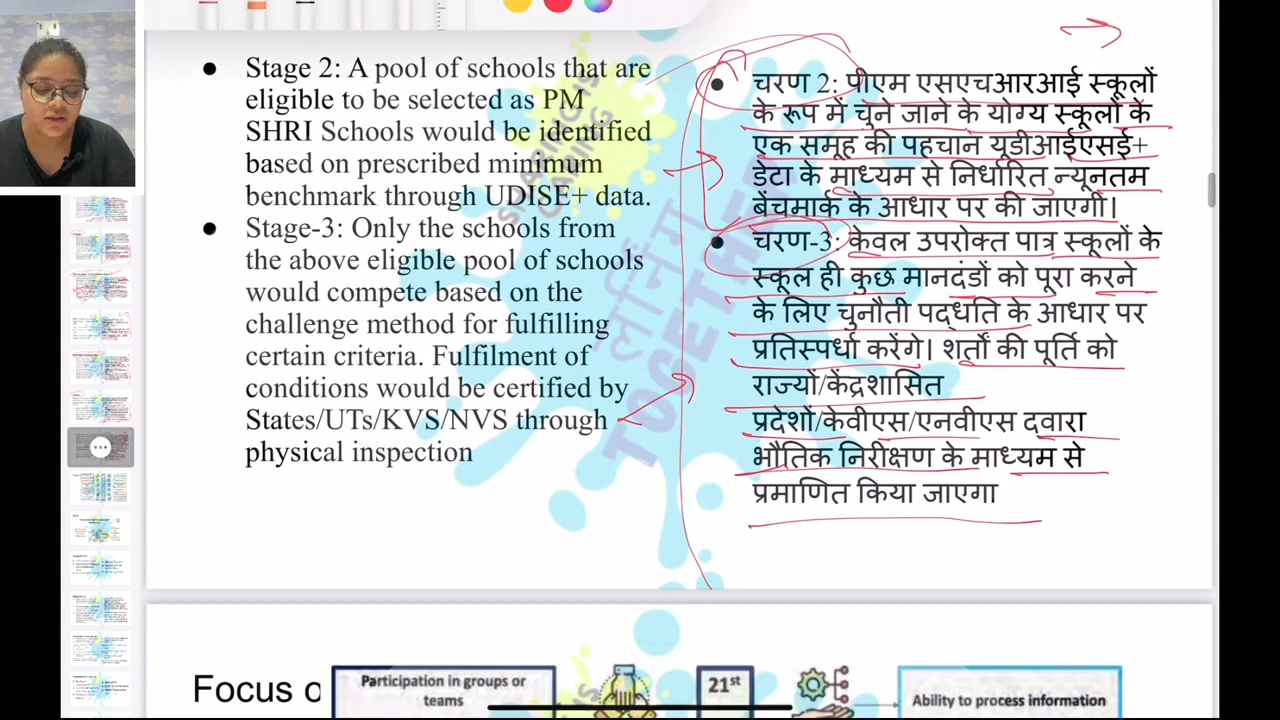 Stage 2: A pool of schools that are
eligible to be selected as PM
SHRI Schools would be identified
based on prescribed minimum
benchmark through UDISE+ data.
Stage-3: Only the schools from
the above eligible pool of schools
would compete based on the
challenge method for fulfilling
certain criteria. Fulfilment of
conditions would be certified by
States/UTs/KVS/NVS through
physical inspection
चरण 2: पीएम एसएचआरआई स्कूलों
के रूप में चुने जाने के योग्य स्कूलों के
एक समूह की पहचान यूडीआईएसई+
डेटा के माध्यम से निर्धारित न्यूनतम
बेंचमार्क के आधार पर की जाएगी।
चरण-3: केवल उपरोक्त पात्र स्कूलों के
स्कूल ही कुछ मानदंडों को पूरा करने
के लिए चुनौती पद्धति के आधार पर
प्रतिस्पर्धा करेंगे। शर्तों की पूर्ति को
राज्यों/केंद्रशासित
प्रदेशों/केवीएस/एनवीएस द्वारा
भौतिक निरीक्षण के माध्यम से
प्रमाणित किया जाएगा
Focus
Participation in groups or
teams
21st
Ability to process information